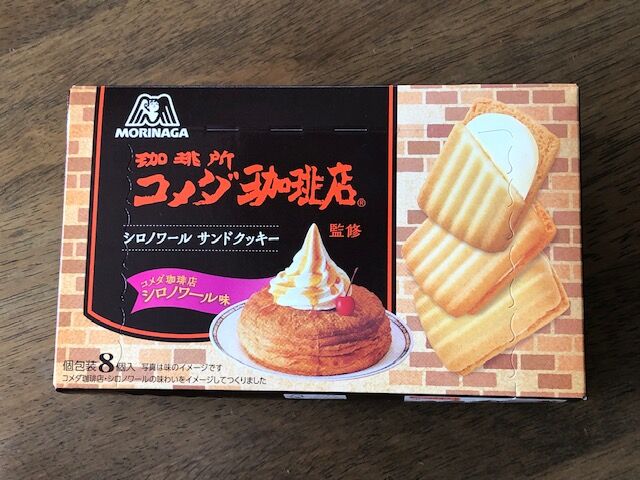 MORINAGA
珈琲所
コメダ珈琲店®
監修
シロノワール サンドクッキー
コメダ珈琲店
シロノワール味
個包装8個入 写真は味のイメージです
コメダ珈琲店・シロノワールの味わいをイメージしてつくりました